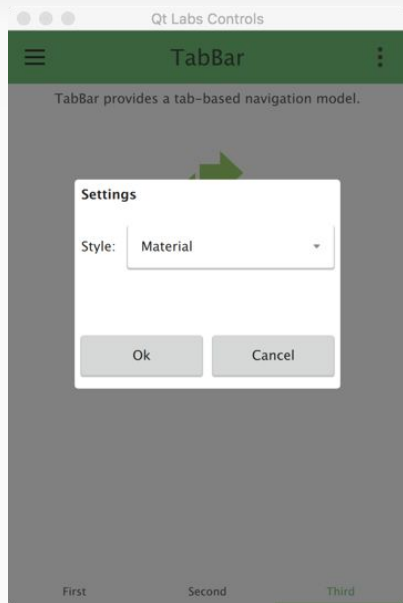 Qt Labs Controls
TabBar
TabBar provides a tab-based navigation model.
Settings
Style: Material
Ok Cancel
First Second Third